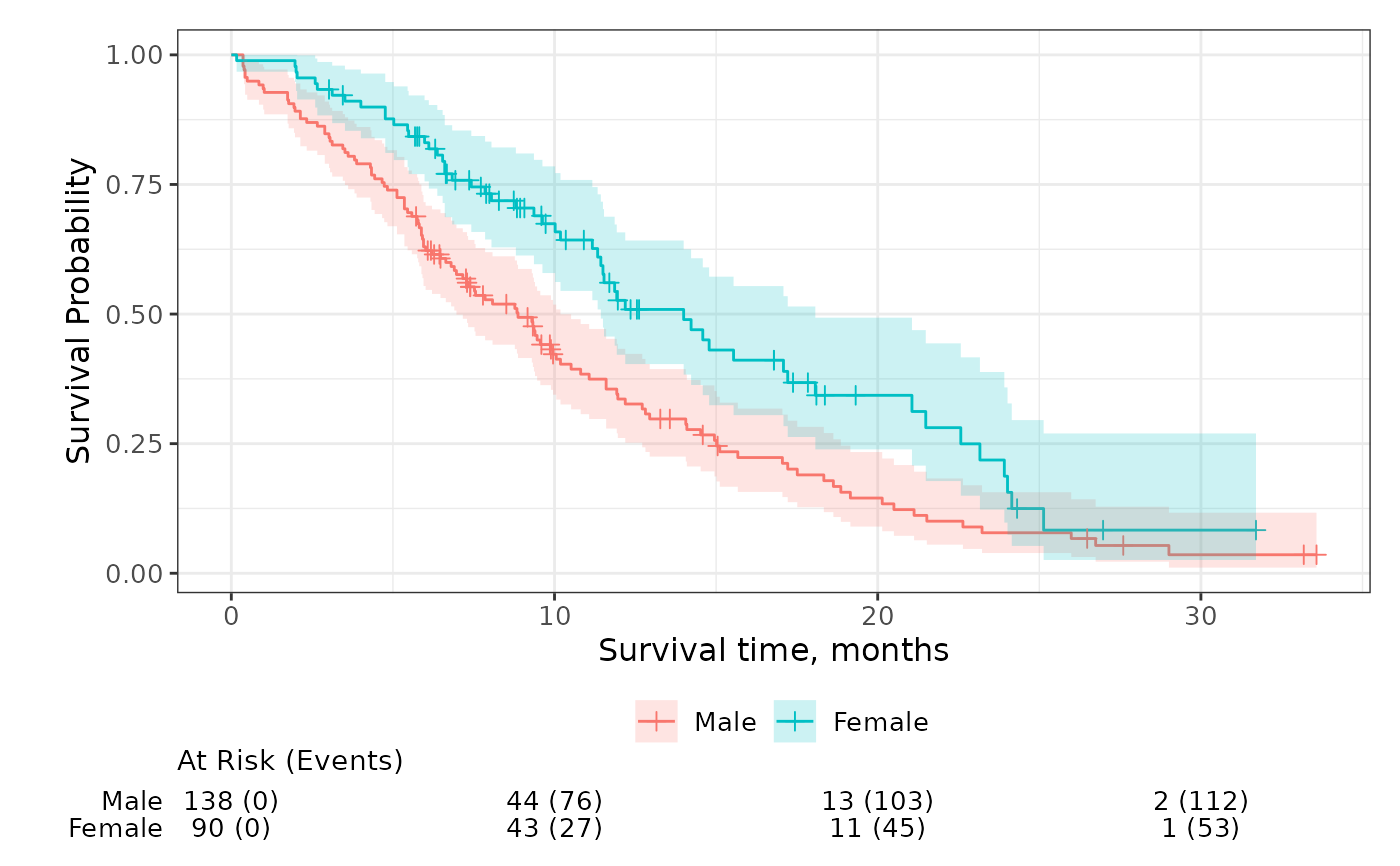 1.00
0.75
0.50
0.25
0.00
Survival Probability
0 10 20 30
Survival time, months
Male Female
At Risk (Events)
Male 138 (0) 44 (76) 13 (103) 2 (112)
Female 90 (0) 43 (27) 11 (45) 1 (53)